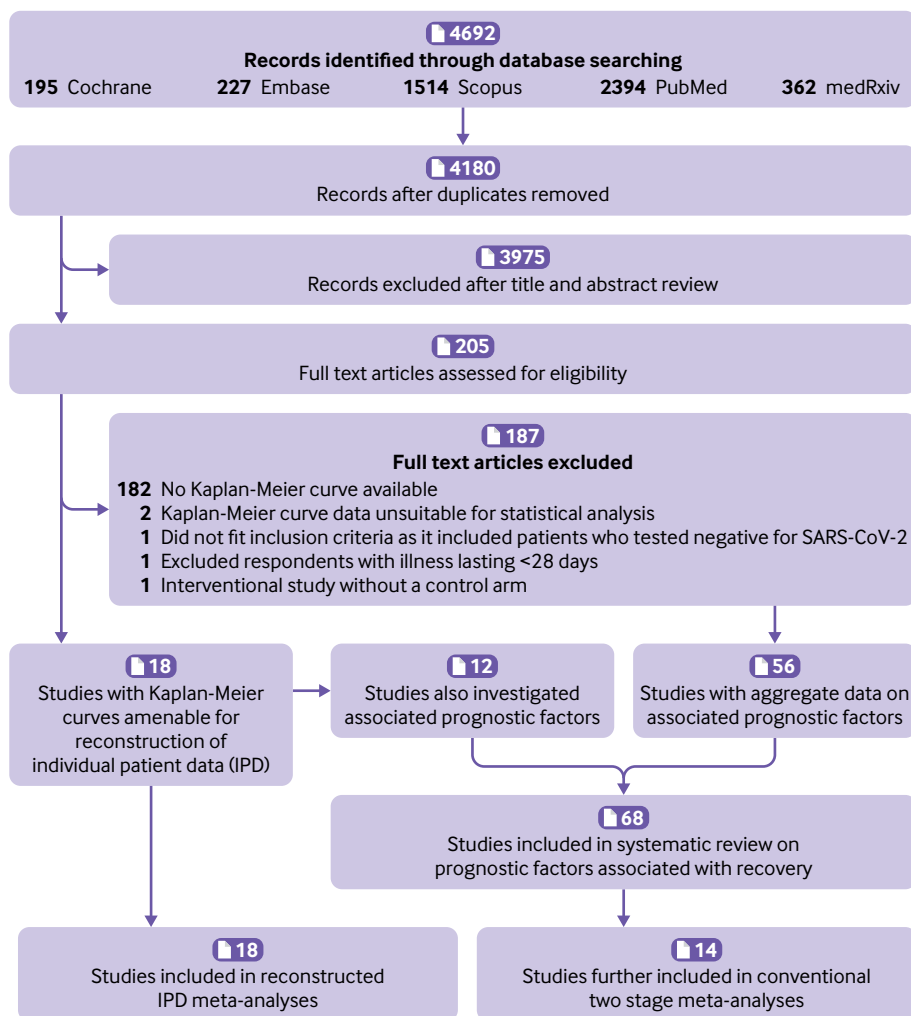 4692
Records identified through database searching
195 Cochrane 227 Embase 1514 Scopus 2394 PubMed 362 medRxiv
4180
Records after duplicates removed
3975
Records excluded after title and abstract review
205
Full text articles assessed for eligibility
187
Full text articles excluded
182 No Kaplan-Meier curve available
2 Kaplan-Meier curve data unsuitable for statistical analysis
1 Did not fit inclusion criteria as it included patients who tested negative for SARS-CoV-2
1 Excluded respondents with illness lasting <28 days
1 Interventional study without a control arm
18
Studies with Kaplan-Meier
curves amenable for
reconstruction of
individual patient data (IPD)
12
Studies also investigated
associated prognostic factors
56
Studies with aggregate data on
associated prognostic factors
68
Studies included in systematic review on
prognostic factors associated with recovery
18
Studies included in reconstructed
IPD meta-analyses
14
Studies further included in conventional
two stage meta-analyses